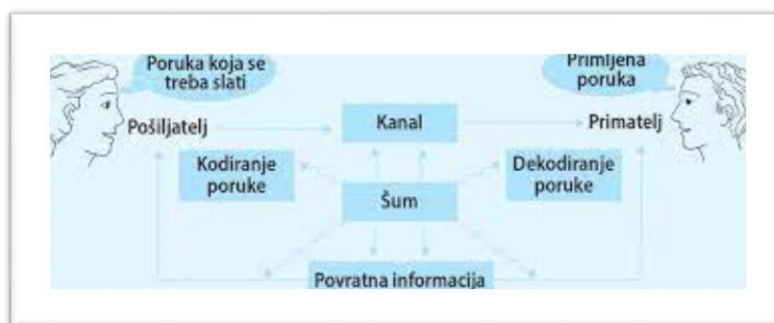 Poruka koja se
treba slati
Primljena
poruka
Pošiljatelj
Kanal
Primatelj
Kodiranje
poruke
Dekodiranje
poruke
Šum
Povratna informacija